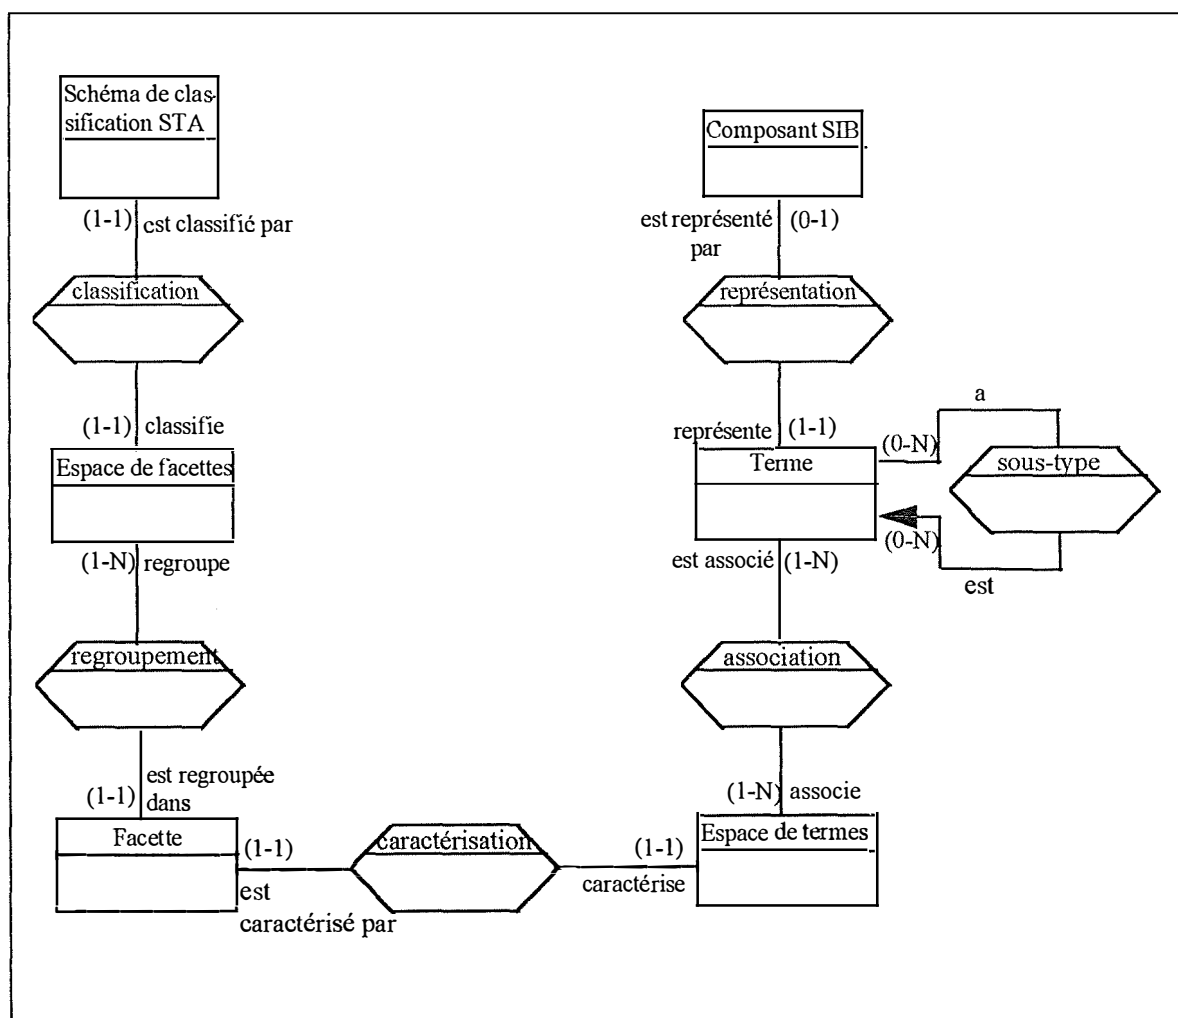 Schéma de clas-
sification STA
(1-1) est classifié par
classification
(1-1) classifie
Espace de facettes
(1-N) regroupe
regroupement
est regroupée
(1-1) dans
Facette
(1-1)
est
caractérisé par
caractérisation
(1-1)
caractérise
Composant SIB
est représenté (0-1)
par
représentation
représente (1-1)
Terme
a
(0-N)
sous-type
(0-N)
est
est associé (1-N)
association
(1-N) associe
Espace de termes